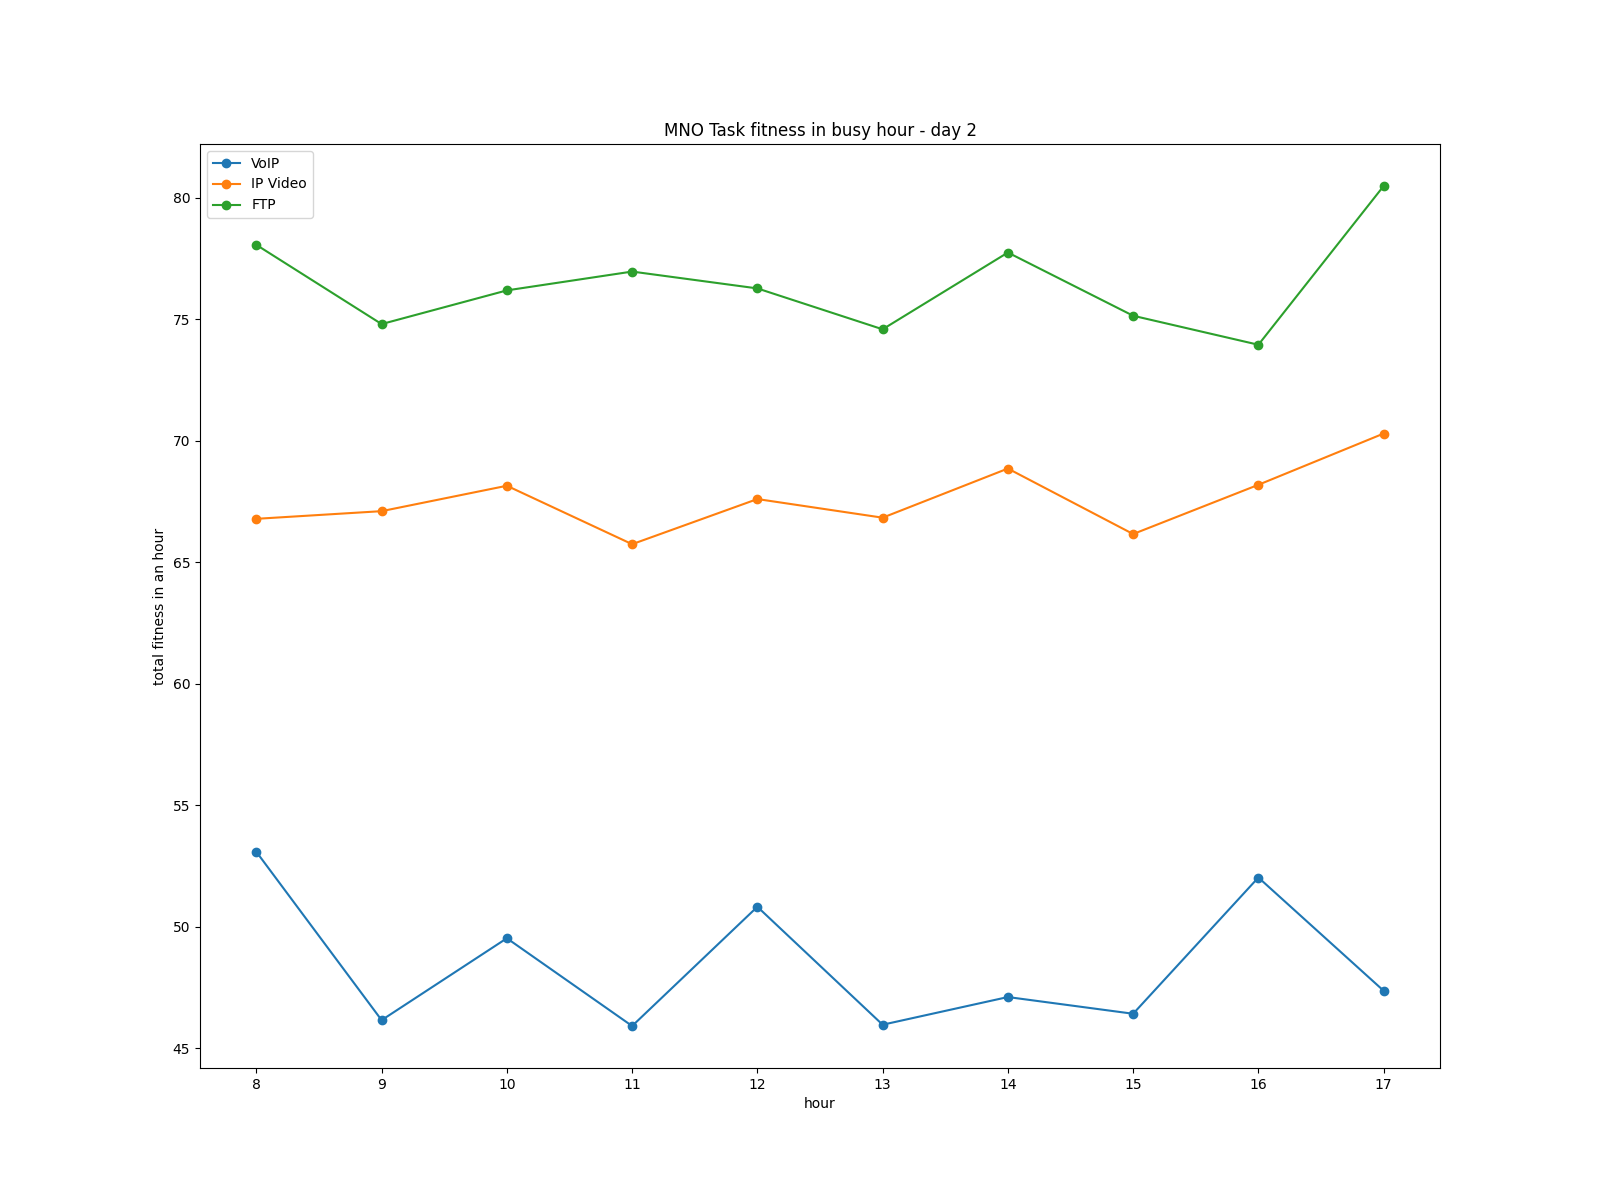 MNO Task fitness in busy hour - day 2
VoIP
IP Video
FTP
80
75
70
65
60
55
50
45
total fitness in an hour
8 9 10 11 12 13 14 15 16 17
hour